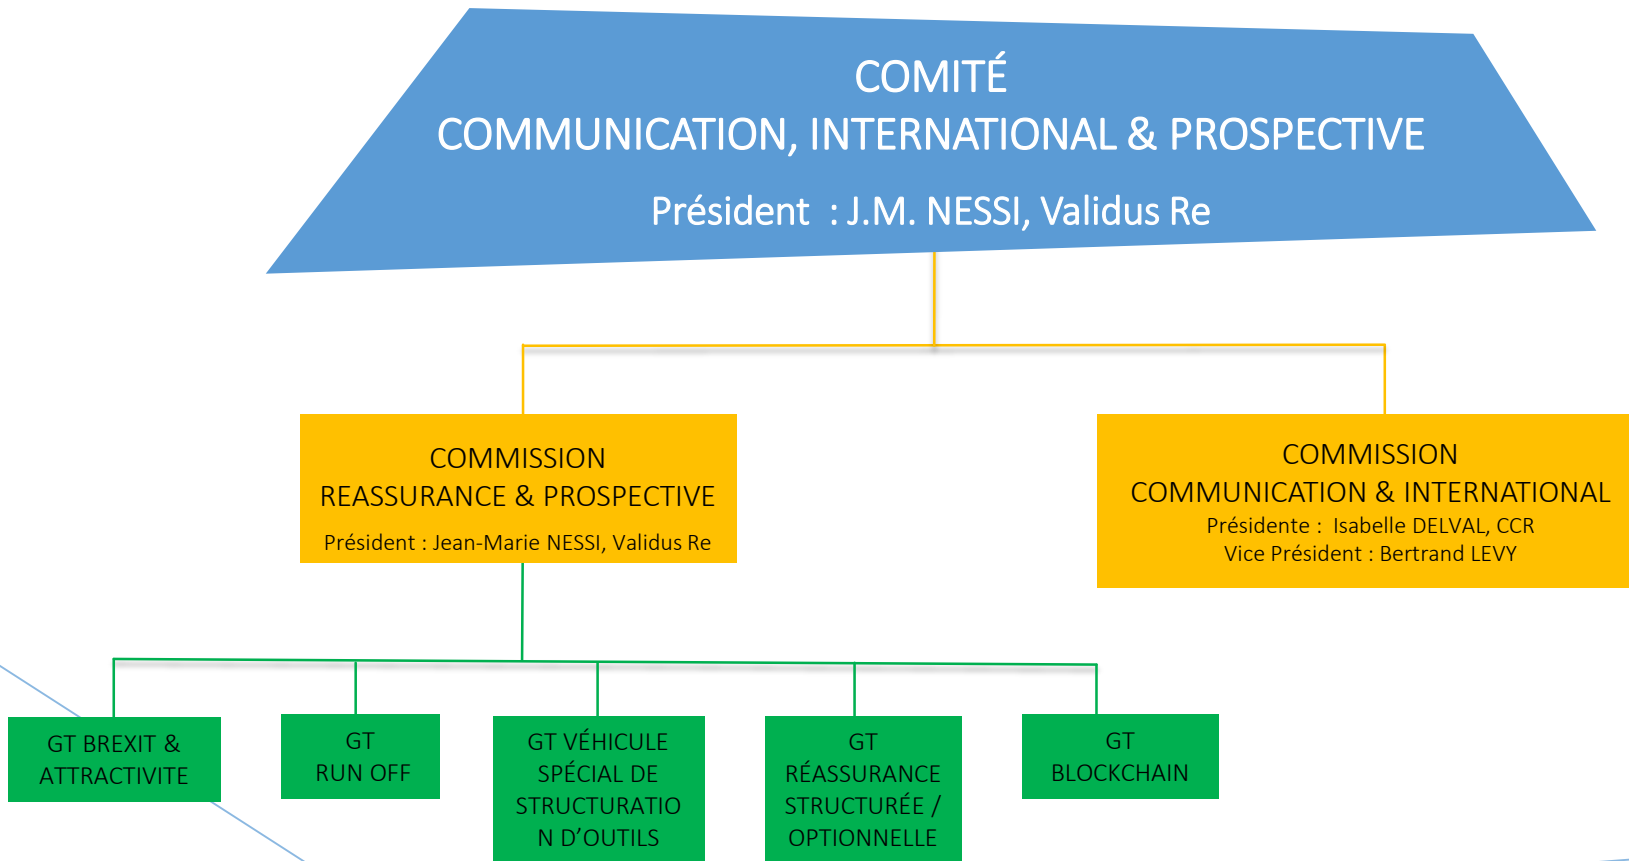 COMITÉ
COMMUNICATION, INTERNATIONAL & PROSPECTIVE
Président : J.M. NESSI, Validus Re
COMMISSION
REASSURANCE & PROSPECTIVE
Président : Jean-Marie NESSI, Validus Re
COMMISSION
COMMUNICATION & INTERNATIONAL
Présidente : Isabelle DELVAL, CCR
Vice Président : Bertrand LEVY
GT BREXIT &
ATTRACTIVITE
GT
RUN OFF
GT VÉHICULE
SPÉCIAL DE
STRUCTURATIO
N D’OUTILS
GT
RÉASSURANCE
STRUCTURÉE /
OPTIONNELLE
GT
BLOCKCHAIN